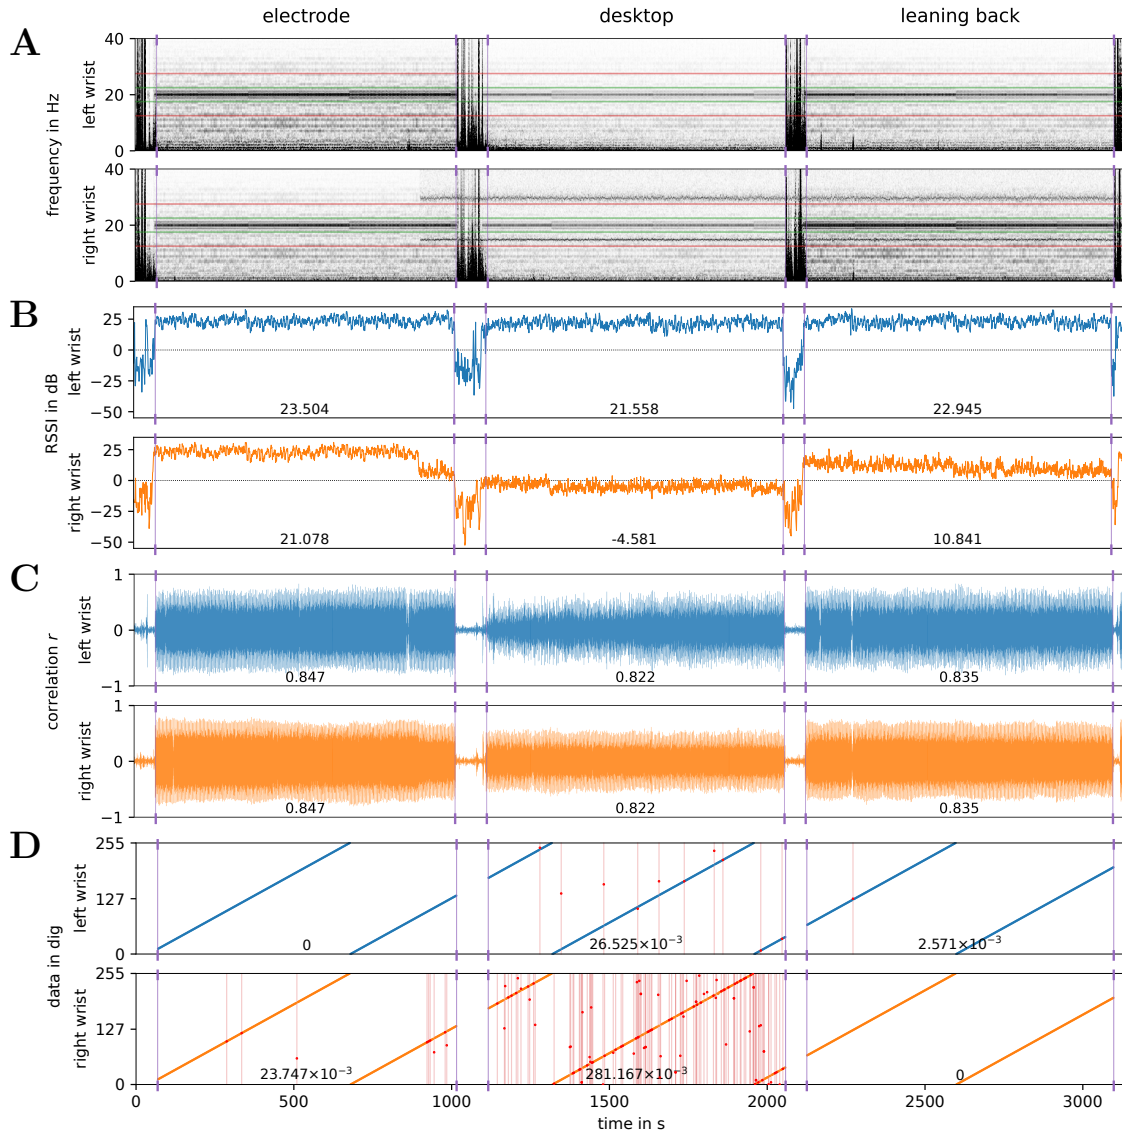 electrode desktop leaning back
A
frequency in Hz
left wrist
40
20
0
right wrist
40
20
0
B
RSSI in dB
left wrist
25
0
−25
−50
23.504 21.558 22.945
right wrist
25
0
−25
−50
21.078 -4.581 10.841
C
correlation r
left wrist
1
0
−1
0.847 0.822 0.835
right wrist
1
0
−1
0.847 0.822 0.835
D
data in dig
left wrist
255
127
0
0 26.525×10⁻³ 2.571×10⁻³
right wrist
255
127
0
23.747×10⁻³ 281.167×10⁻³ 0
0 500 1000 1500 2000 2500 3000
time in s